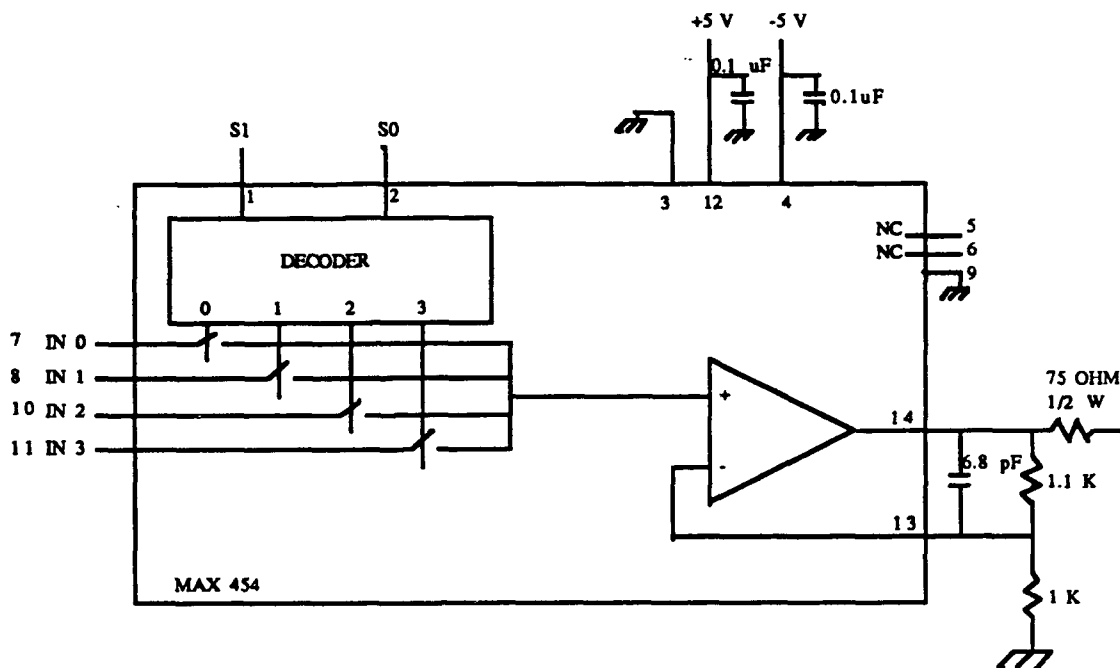 +5 V -5 V
0.1 uF
0.1uF
S1 S0
1 2 3 12 4
NC 5
NC 6
9
DECODER
0 1 2 3
7 IN 0
8 IN 1
10 IN 2
11 IN 3
+
-
14
75 OHM
1/2 W
6.8 pF
1.1 K
13
MAX 454
1 K